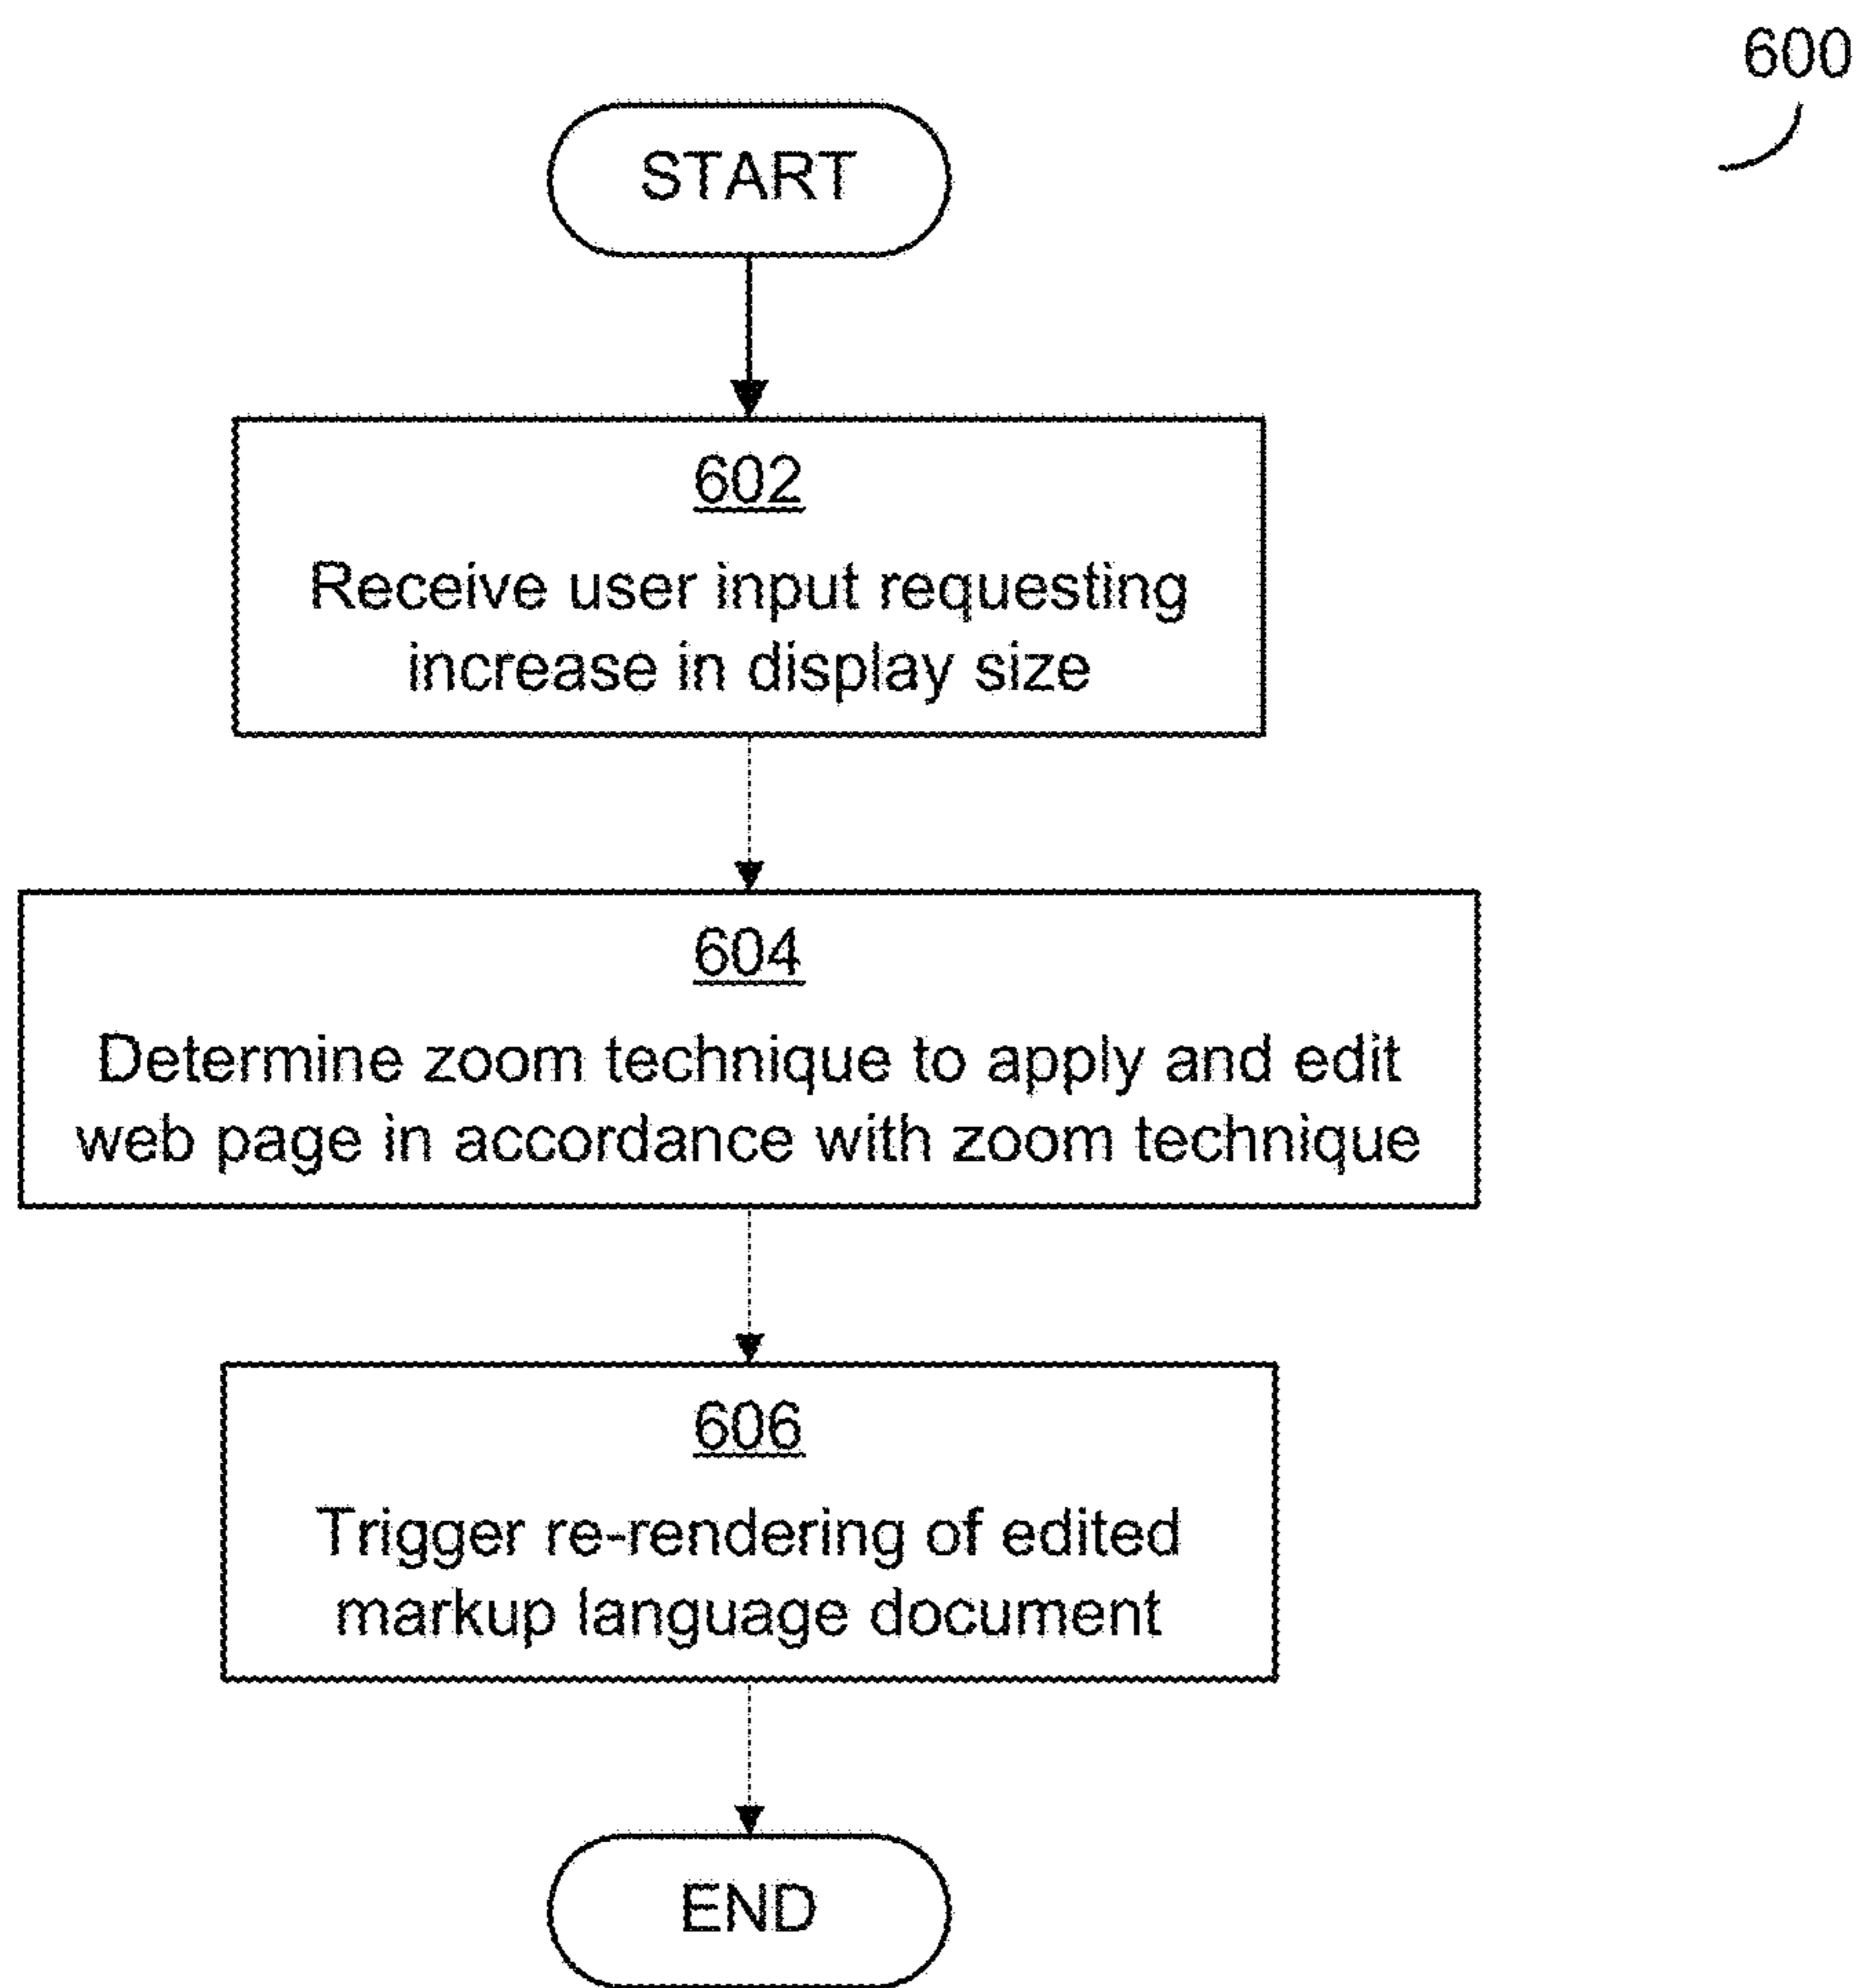 600
START
602
Receive user input requesting
increase in display size
604
Determine zoom technique to apply and edit
web page in accordance with zoom technique
606
Trigger re-rendering of edited
markup language document
END